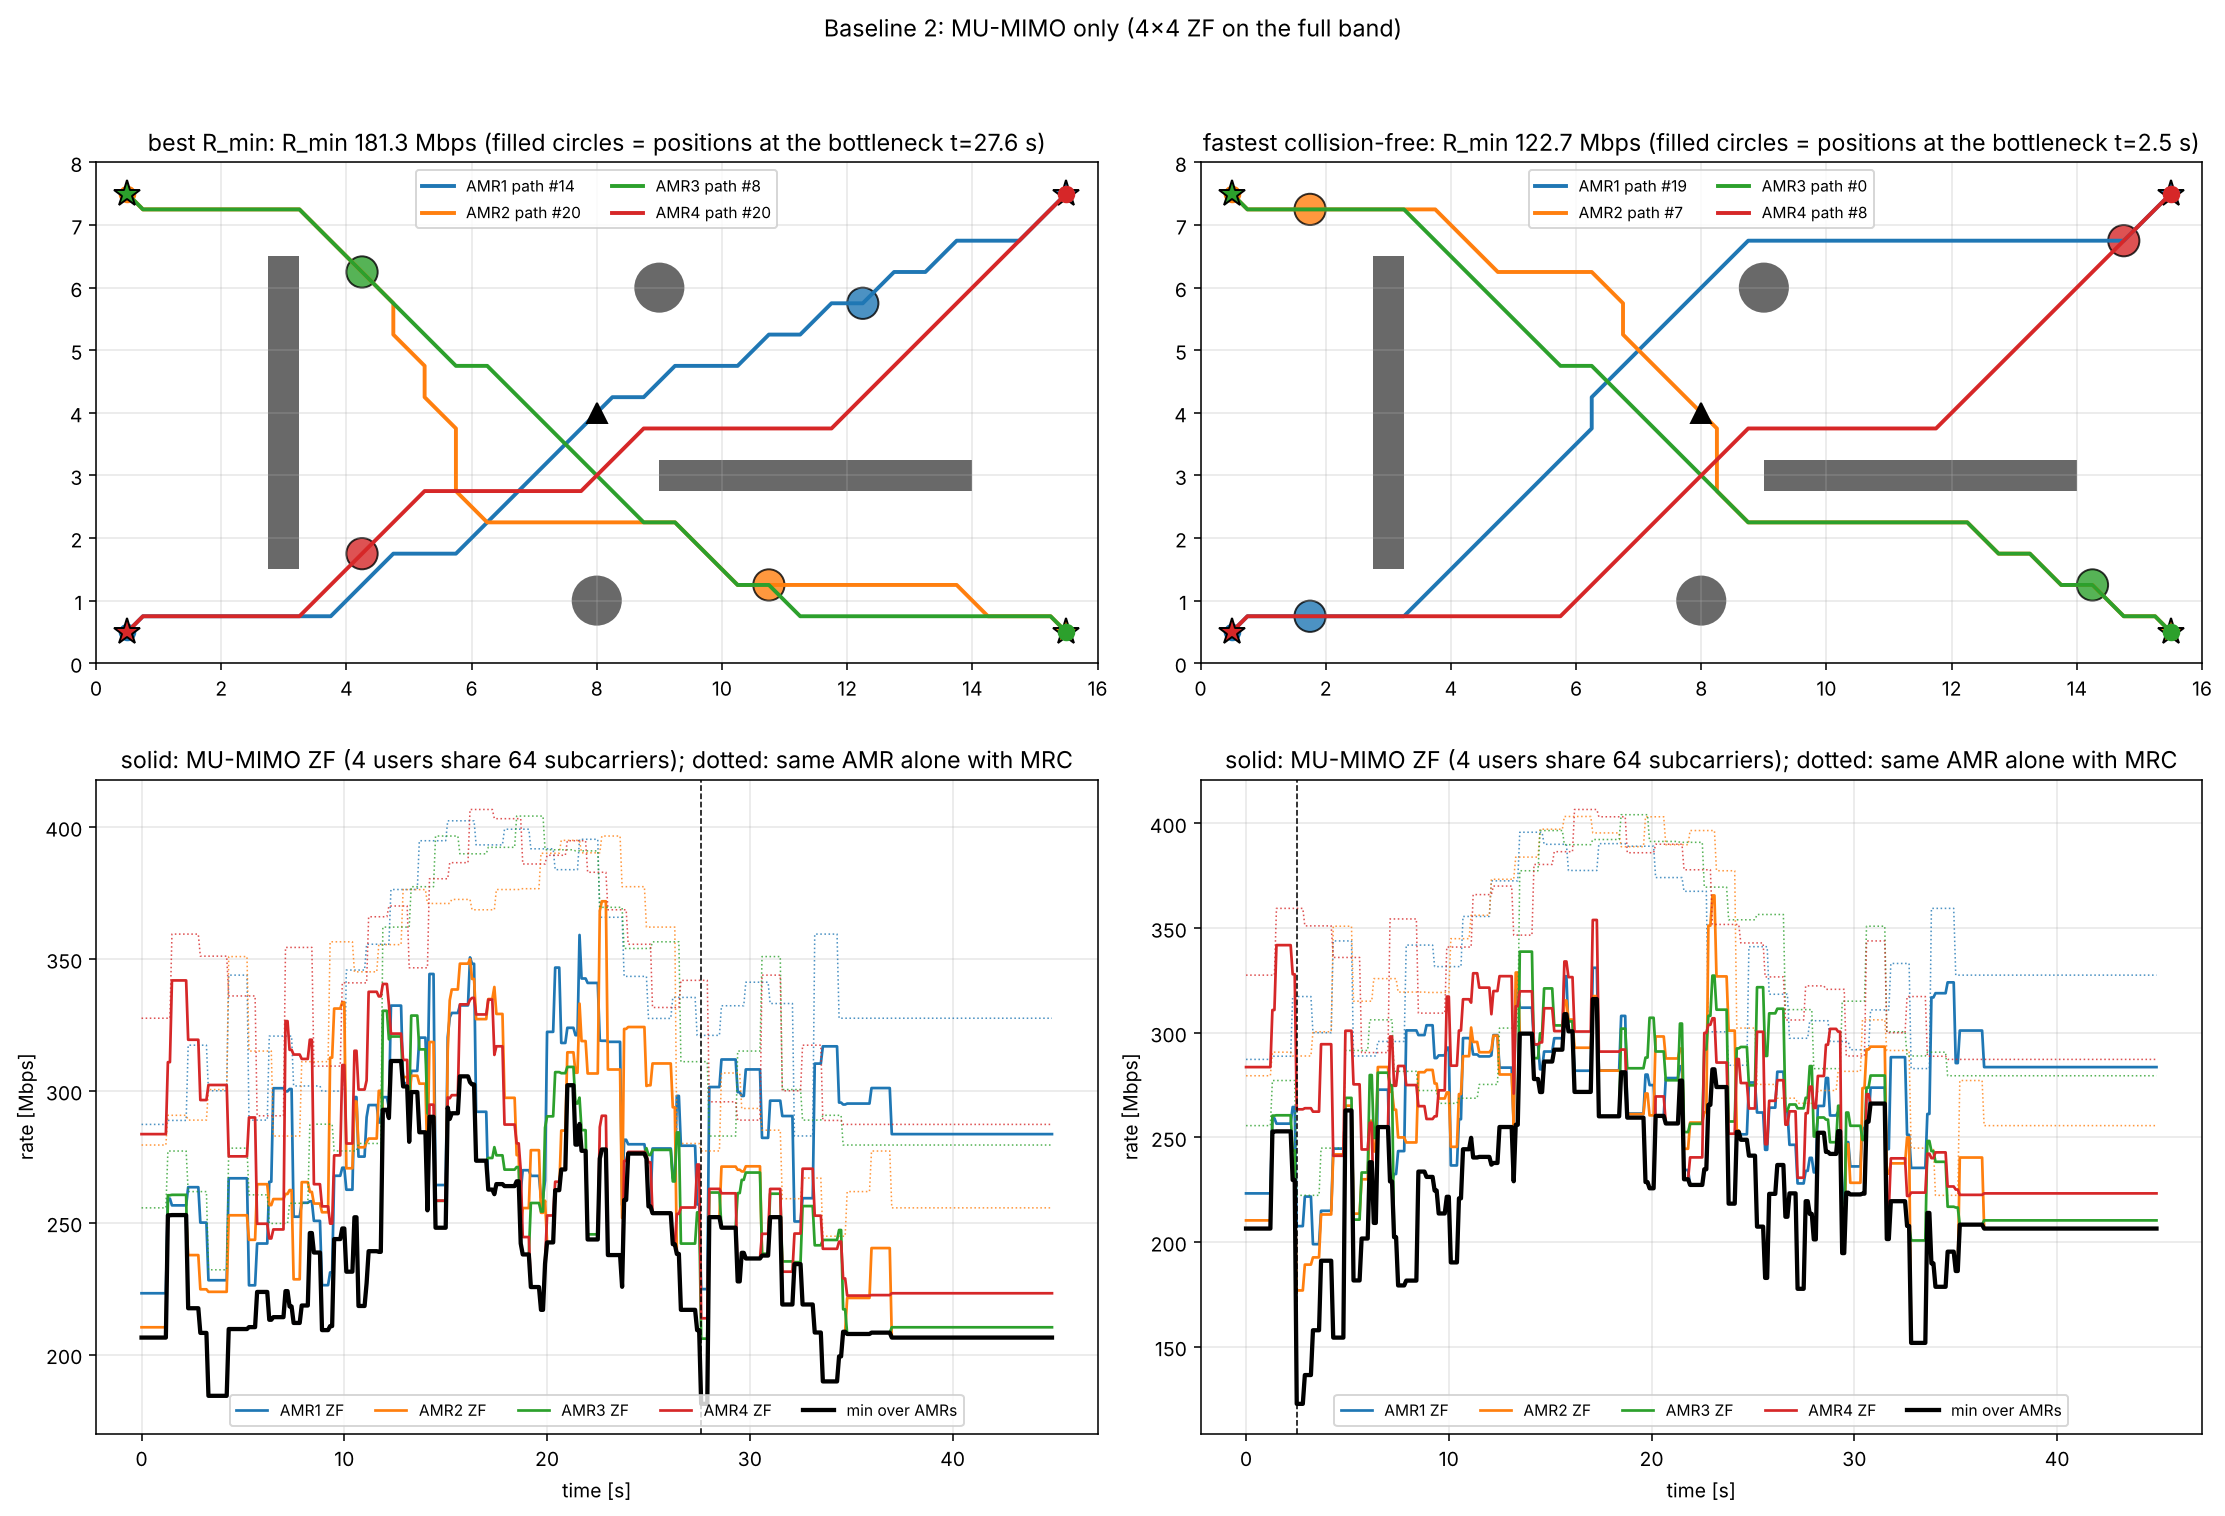 Baseline 2: MU-MIMO only (4×4 ZF on the full band)
best R_min: R_min 181.3 Mbps (filled circles = positions at the bottleneck t=27.6 s)
8
7
6
5
4
3
2
1
0
0 2 4 6 8 10 12 14 16
AMR1 path #14
AMR2 path #20
AMR3 path #8
AMR4 path #20
fastest collision-free: R_min 122.7 Mbps (filled circles = positions at the bottleneck t=2.5 s)
8
7
6
5
4
3
2
1
0
0 2 4 6 8 10 12 14 16
AMR1 path #19
AMR2 path #7
AMR3 path #0
AMR4 path #8
solid: MU-MIMO ZF (4 users share 64 subcarriers); dotted: same AMR alone with MRC
rate [Mbps]
400
350
300
250
200
AMR1 ZF AMR2 ZF AMR3 ZF AMR4 ZF min over AMRs
0 10 20 30 40
time [s]
solid: MU-MIMO ZF (4 users share 64 subcarriers); dotted: same AMR alone with MRC
rate [Mbps]
400
350
300
250
200
150
AMR1 ZF AMR2 ZF AMR3 ZF AMR4 ZF min over AMRs
0 10 20 30 40
time [s]